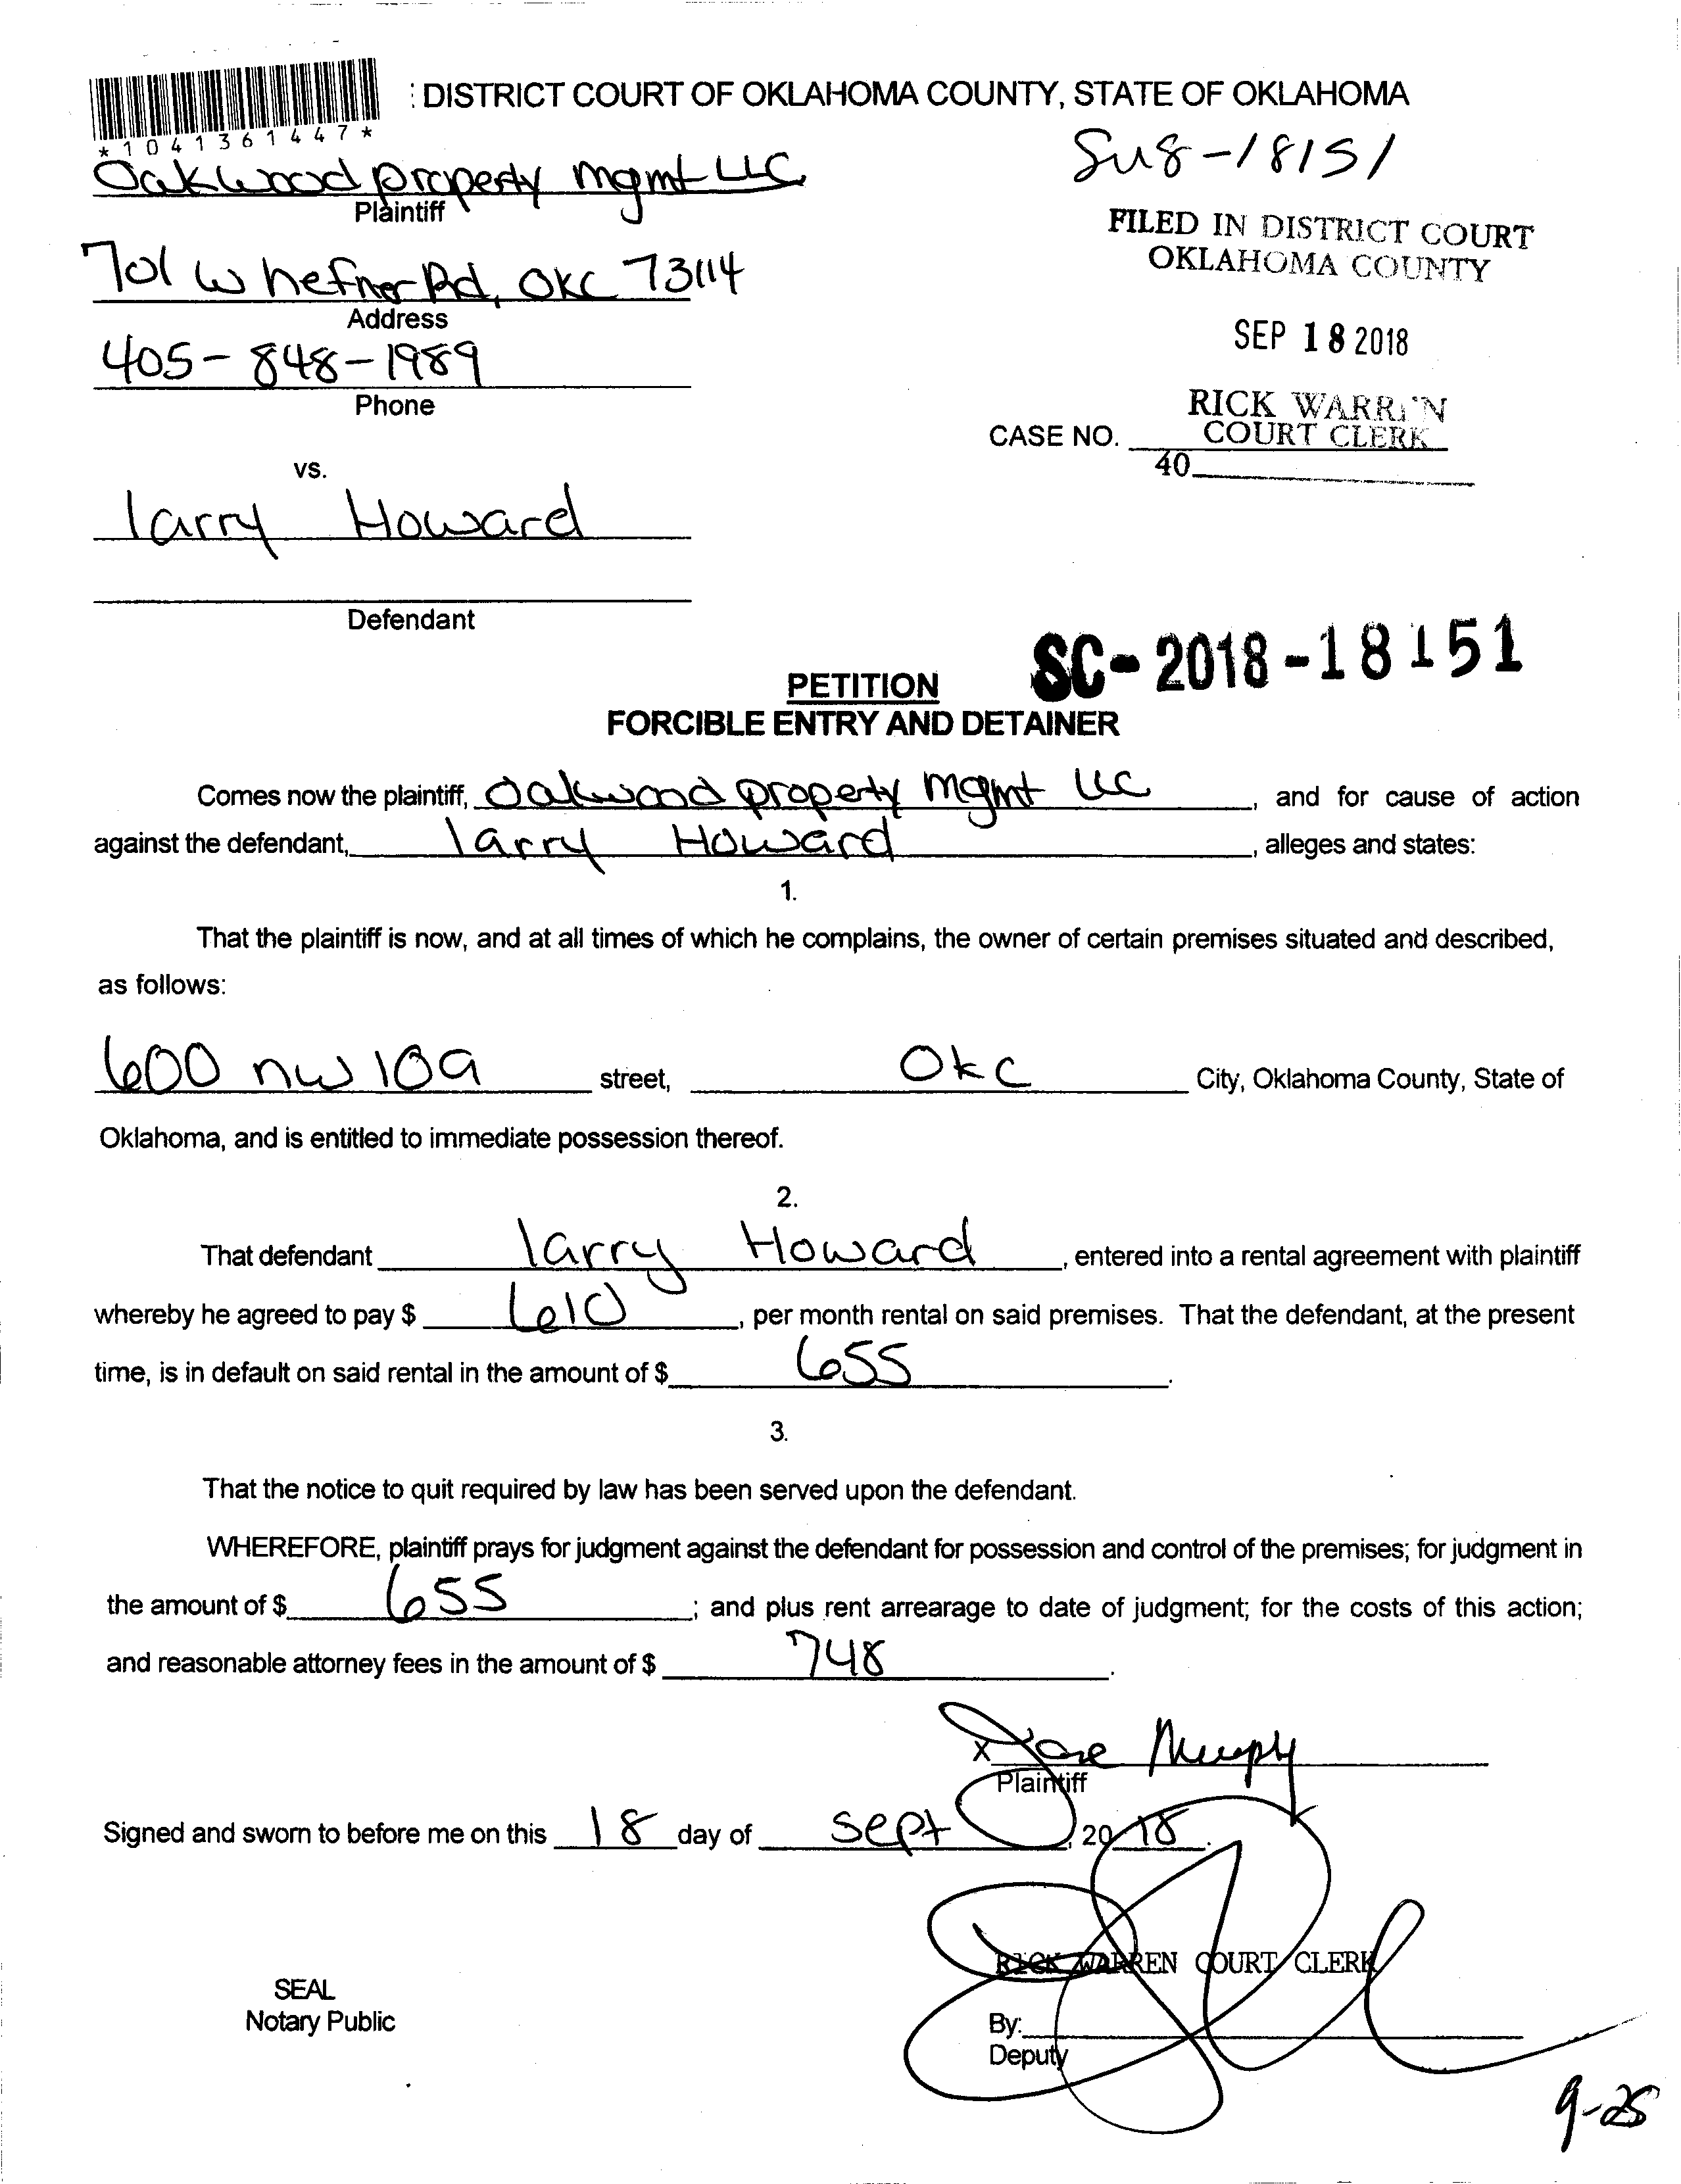 : DISTRICT COURT OF OKLAHOMA COUNTY, STATE OF OKLAHOMA
*1041361447*
Oakwood property mgmt LLC
Plaintiff
701 W hefner Rd, OKC 73114
Address
405-848-1989
Phone
vs.
larry Howard
Defendant
18151
FILED IN DISTRICT COURT
OKLAHOMA COUNTY
SEP 18 2018
RICK WARREN
COURT CLERK
CASE NO.
40
SC-2018-18151
PETITION
FORCIBLE ENTRY AND DETAINER
Comes now the plaintiff, Oakwood property mgmt LLC, and for cause of action
against the defendant, larry Howard, alleges and states:
1.
That the plaintiff is now, and at all times of which he complains, the owner of certain premises situated and described,
as follows:
600 nw 109 street, OKC City, Oklahoma County, State of
Oklahoma, and is entitled to immediate possession thereof.
2.
That defendant larry Howard, entered into a rental agreement with plaintiff
whereby he agreed to pay $ 610, per month rental on said premises. That the defendant, at the present
time, is in default on said rental in the amount of $ 655.
3.
That the notice to quit required by law has been served upon the defendant.
WHEREFORE, plaintiff prays for judgment against the defendant for possession and control of the premises; for judgment in
the amount of $ 655; and plus rent arrearage to date of judgment; for the costs of this action;
and reasonable attorney fees in the amount of $ 748.
x Murphy
Plaintiff
Signed and sworn to before me on this 18 day of Sept, 2018.
RICK WARREN COURT CLERK
SEAL
Notary Public
By:
Deputy
9-25